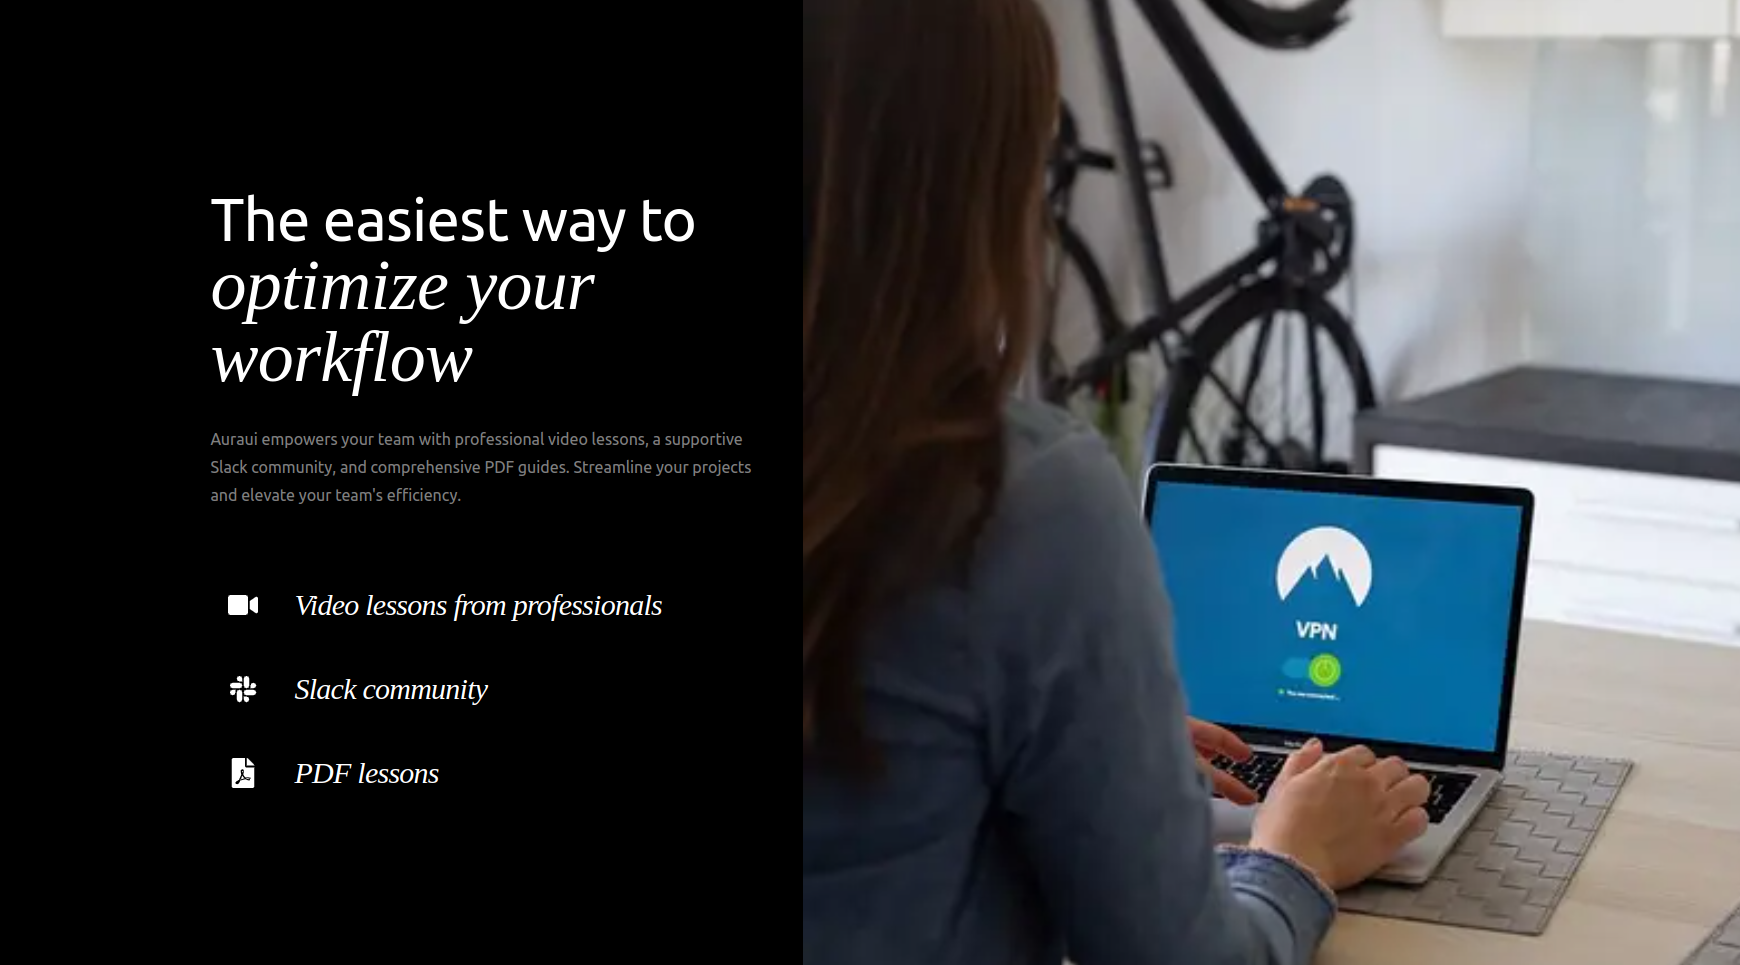 The easiest way to
optimize your
workflow
Auraui empowers your team with professional video lessons, a supportive
Slack community, and comprehensive PDF guides. Streamline your projects
and elevate your team's efficiency.
Video lessons from professionals
Slack community
PDF lessons
VPN